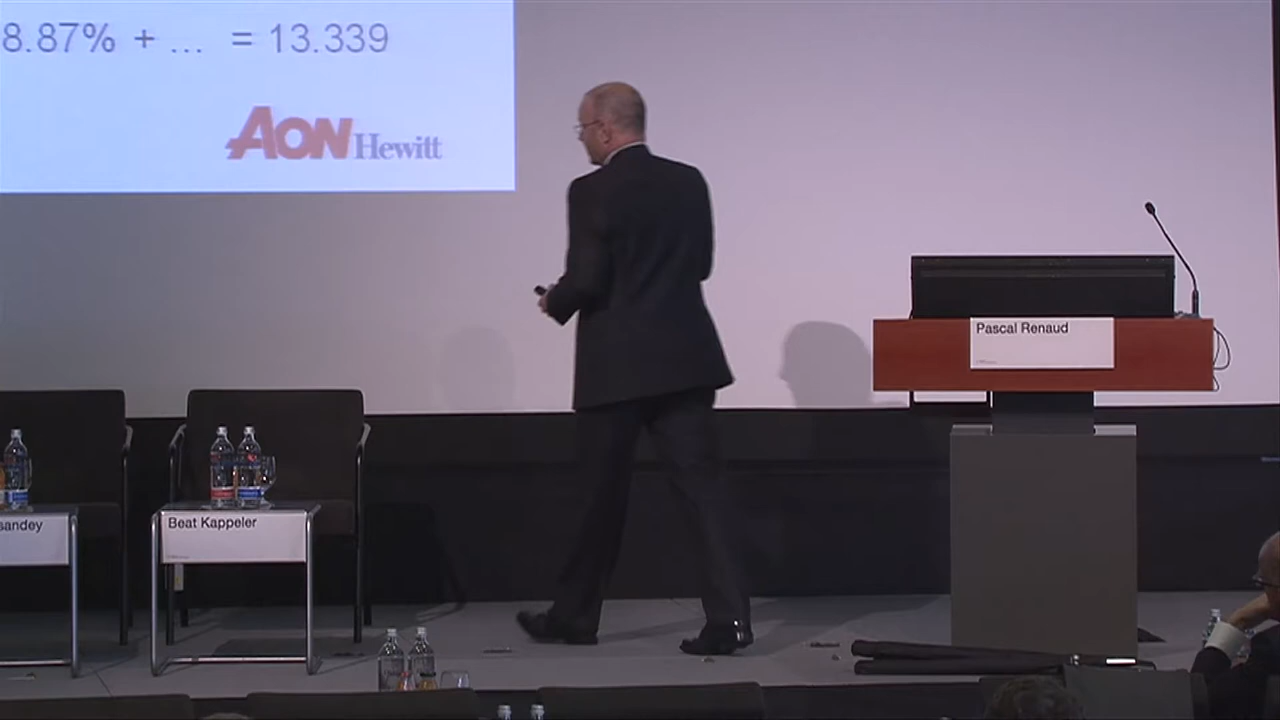 8.87% + ... = 13.339
AON Hewitt
Pascal Renaud
sandey
Beat Kappeler